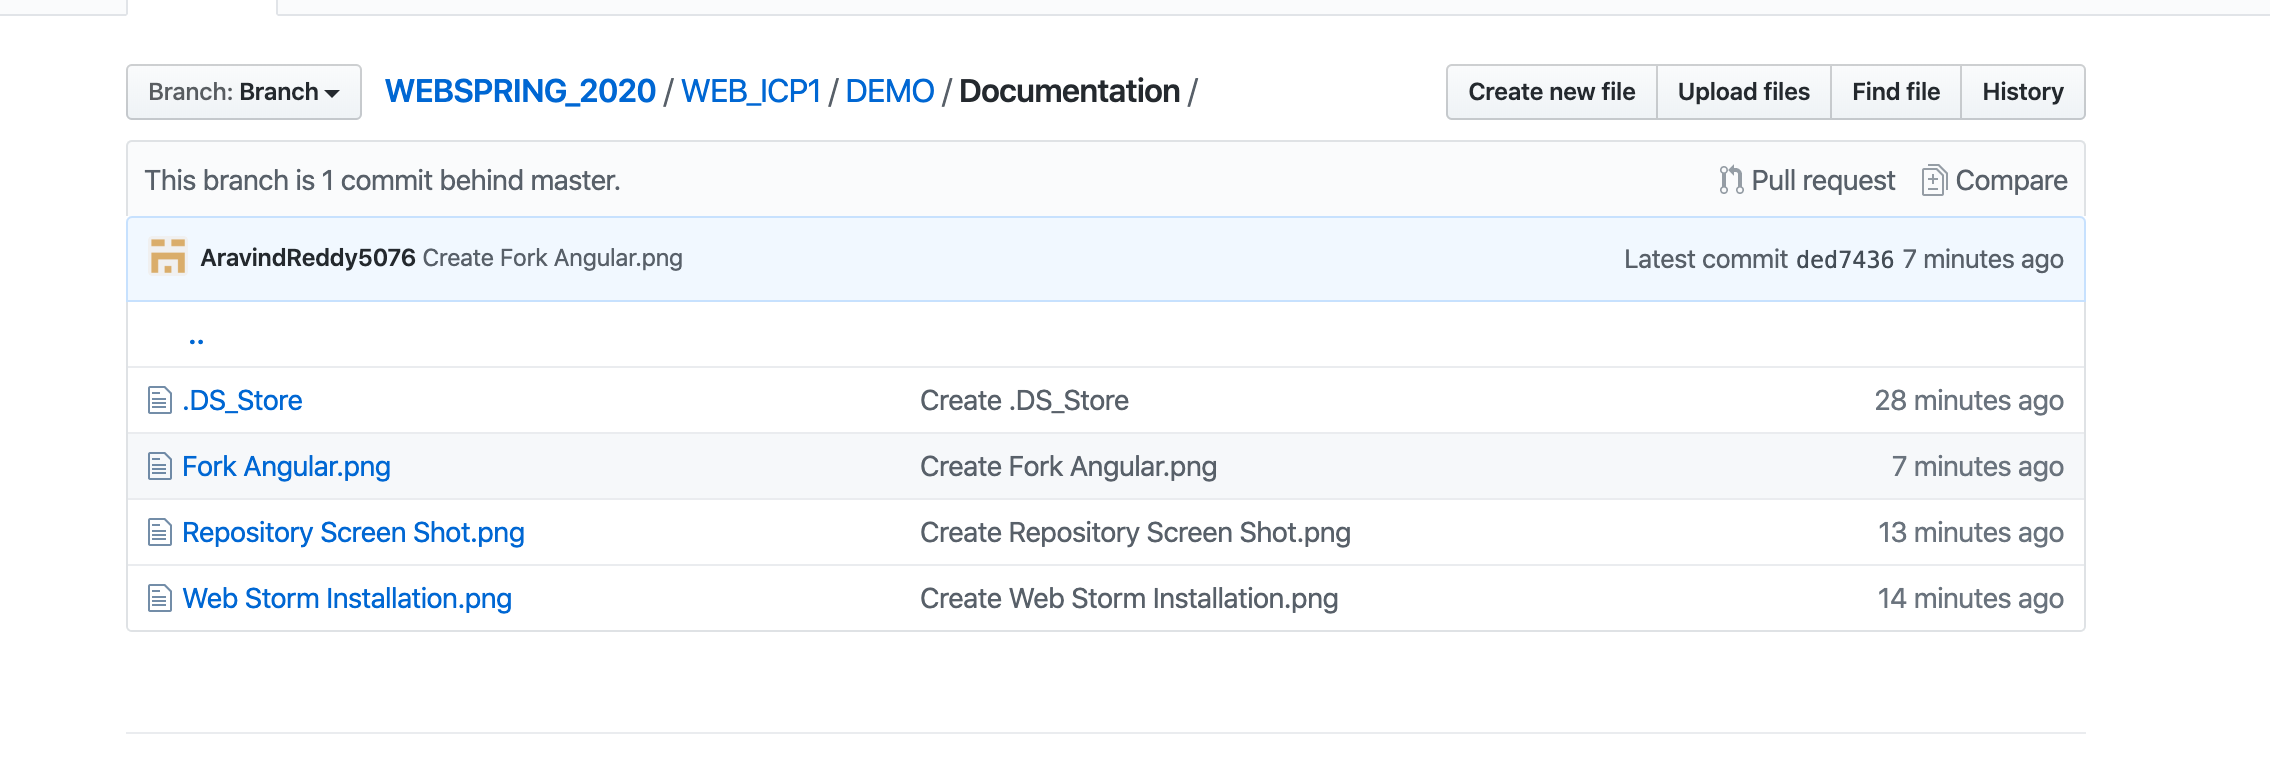 Branch: Branch WEBSPRING_2020 / WEB_ICP1 / DEMO / Documentation / Create new file Upload files Find file History
This branch is 1 commit behind master. Pull request Compare
AravindReddy5076 Create Fork Angular.png Latest commit ded7436 7 minutes ago
..
.DS_Store Create .DS_Store 28 minutes ago
Fork Angular.png Create Fork Angular.png 7 minutes ago
Repository Screen Shot.png Create Repository Screen Shot.png 13 minutes ago
Web Storm Installation.png Create Web Storm Installation.png 14 minutes ago